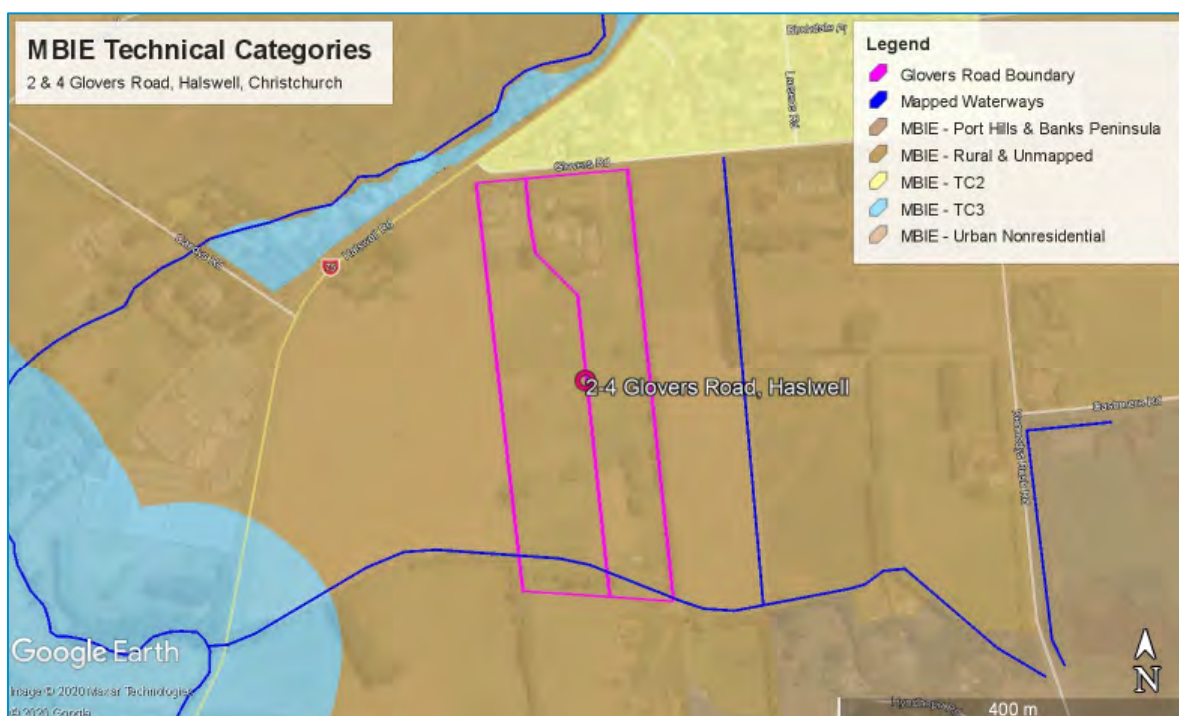 MBIE Technical Categories
2 & 4 Glovers Road, Halswell, Christchurch
Legend
Glovers Road Boundary
Mapped Waterways
MBIE - Port Hills & Banks Peninsula
MBIE - Rural & Unmapped
MBIE - TC2
MBIE - TC3
MBIE - Urban Nonresidential
Glovers Rd
Halswell Rd
75
2-4 Glovers Road, Haslwell
Cashmere Rd
Google Earth
Image © 2020 Maxar Technologies
© 2020 Google
N
400 m